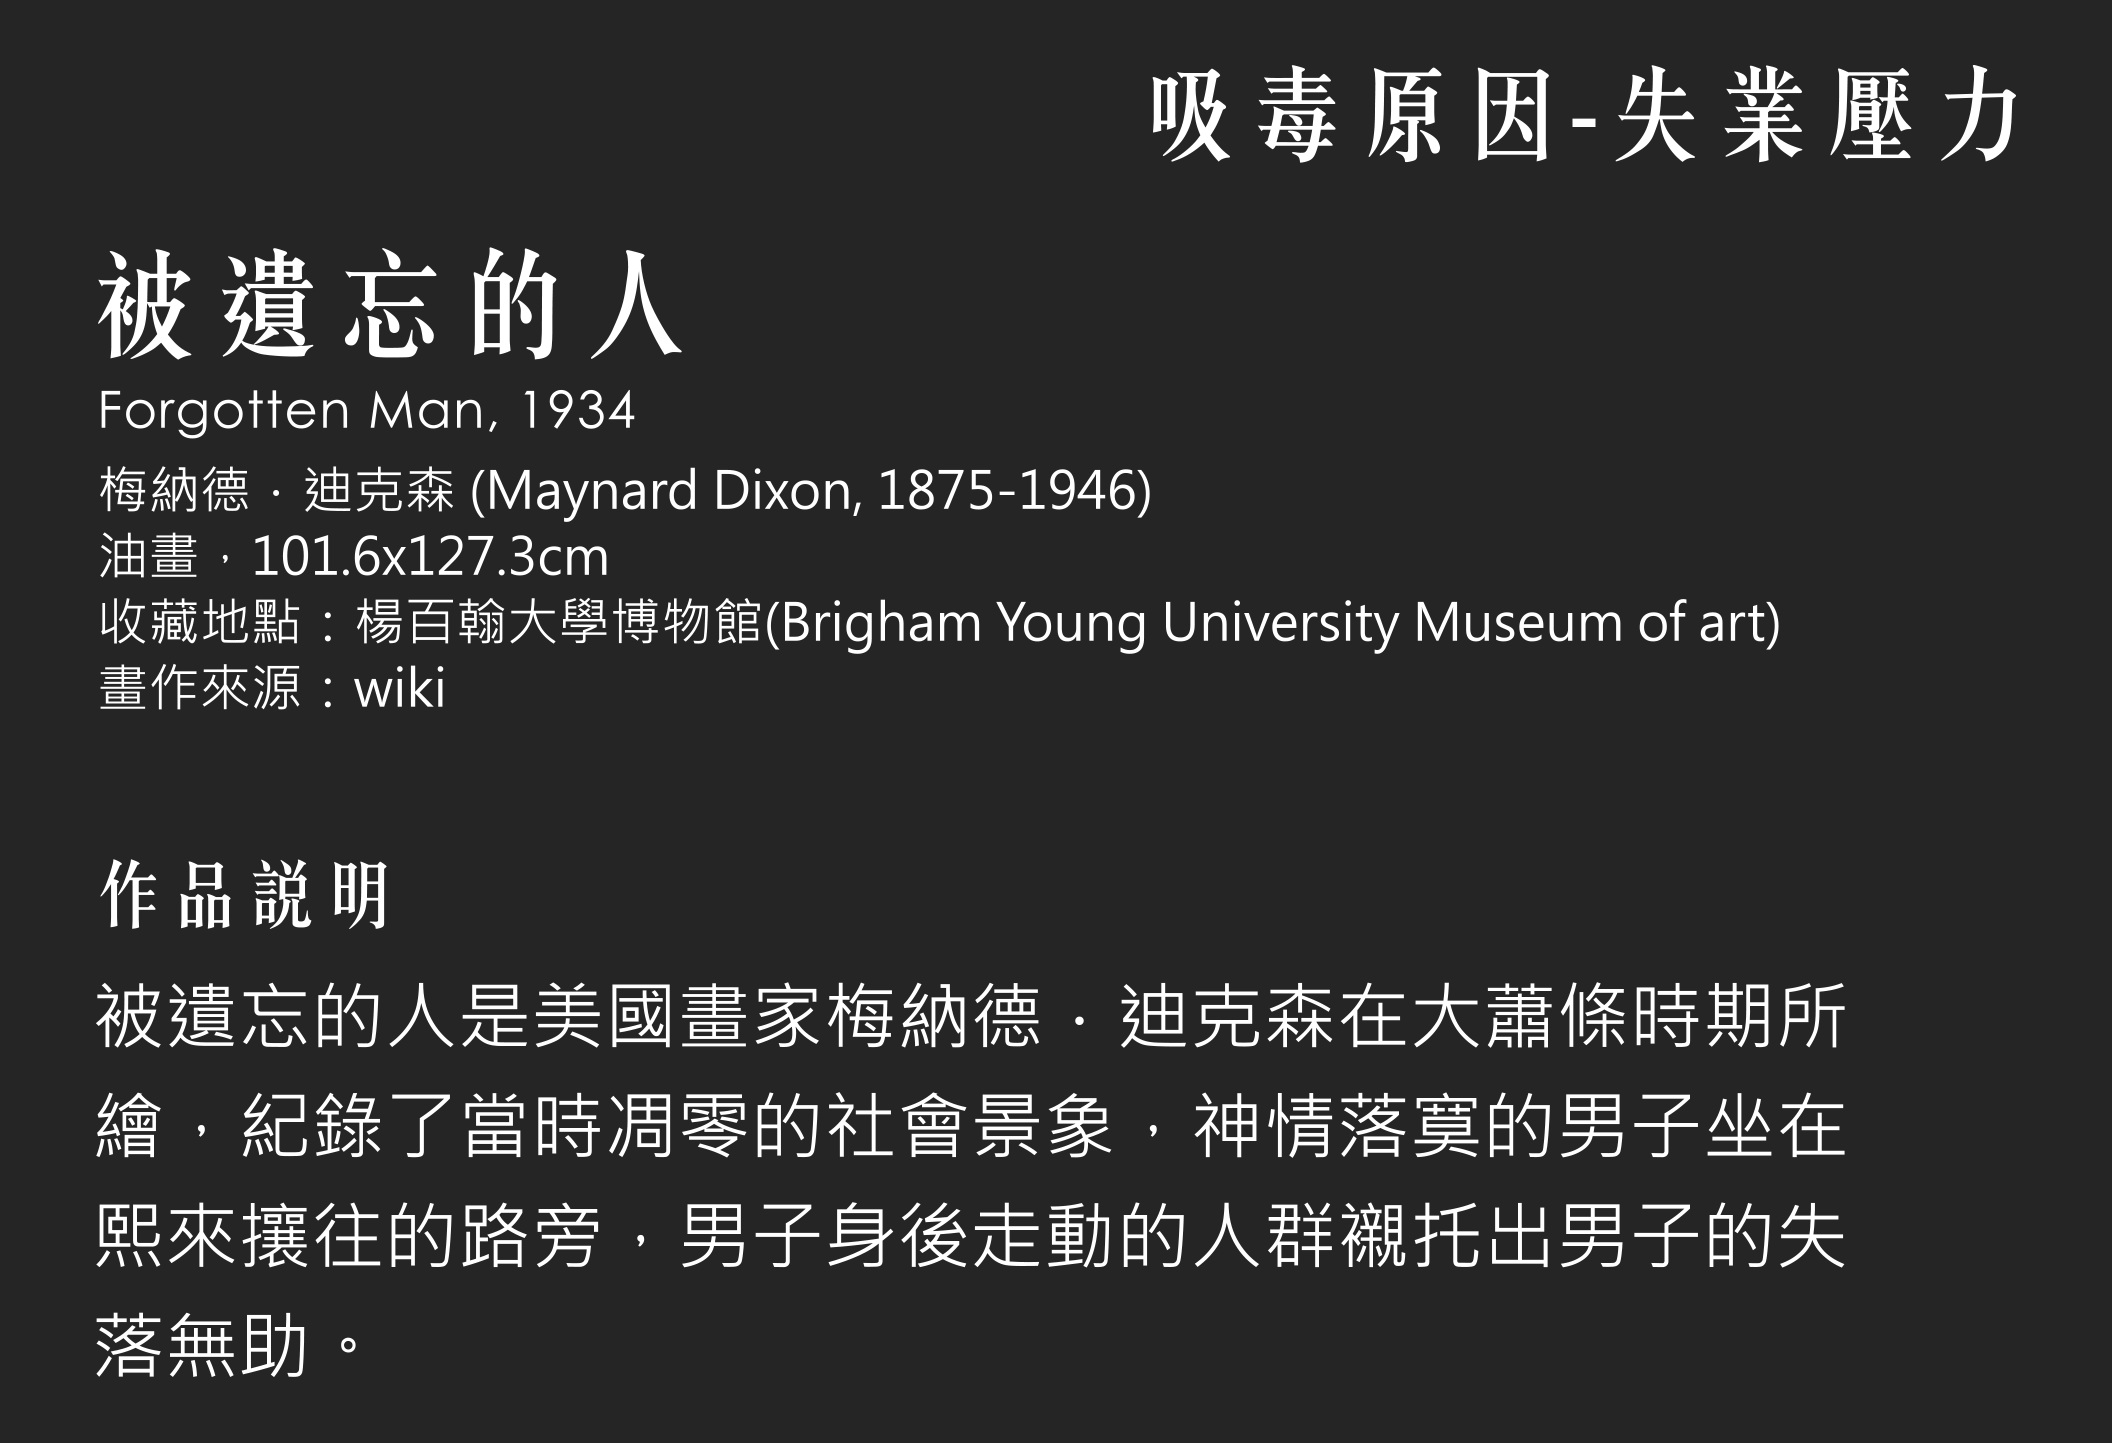 吸毒原因-失業壓力
被遺忘的人
Forgotten Man, 1934
梅納德．迪克森 (Maynard Dixon, 1875-1946)
油畫，101.6x127.3cm
收藏地點：楊百翰大學博物館(Brigham Young University Museum of art)
畫作來源：wiki
作品說明
被遺忘的人是美國畫家梅納德．迪克森在大蕭條時期所
繪，紀錄了當時凋零的社會景象，神情落寞的男子坐在
熙來攘往的路旁，男子身後走動的人群襯托出男子的失
落無助。